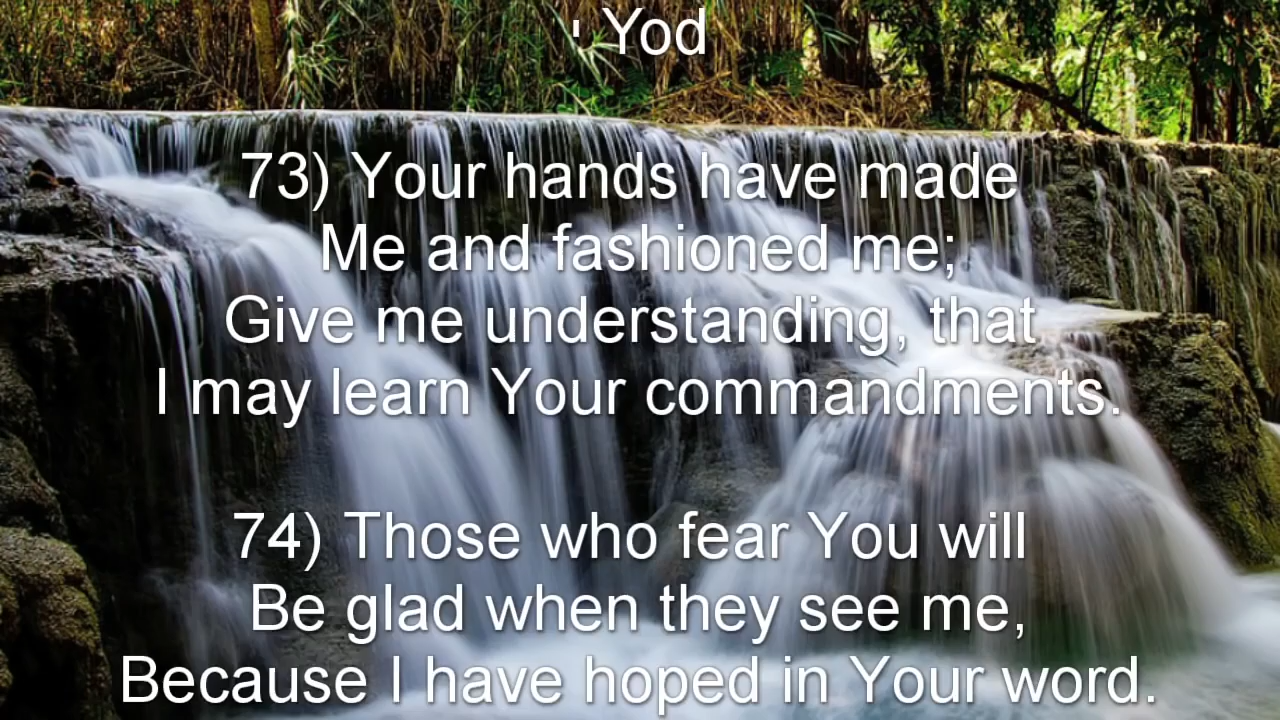 י Yod
73) Your hands have made
Me and fashioned me;
Give me understanding, that
I may learn Your commandments.
74) Those who fear You will
Be glad when they see me,
Because I have hoped in Your word.